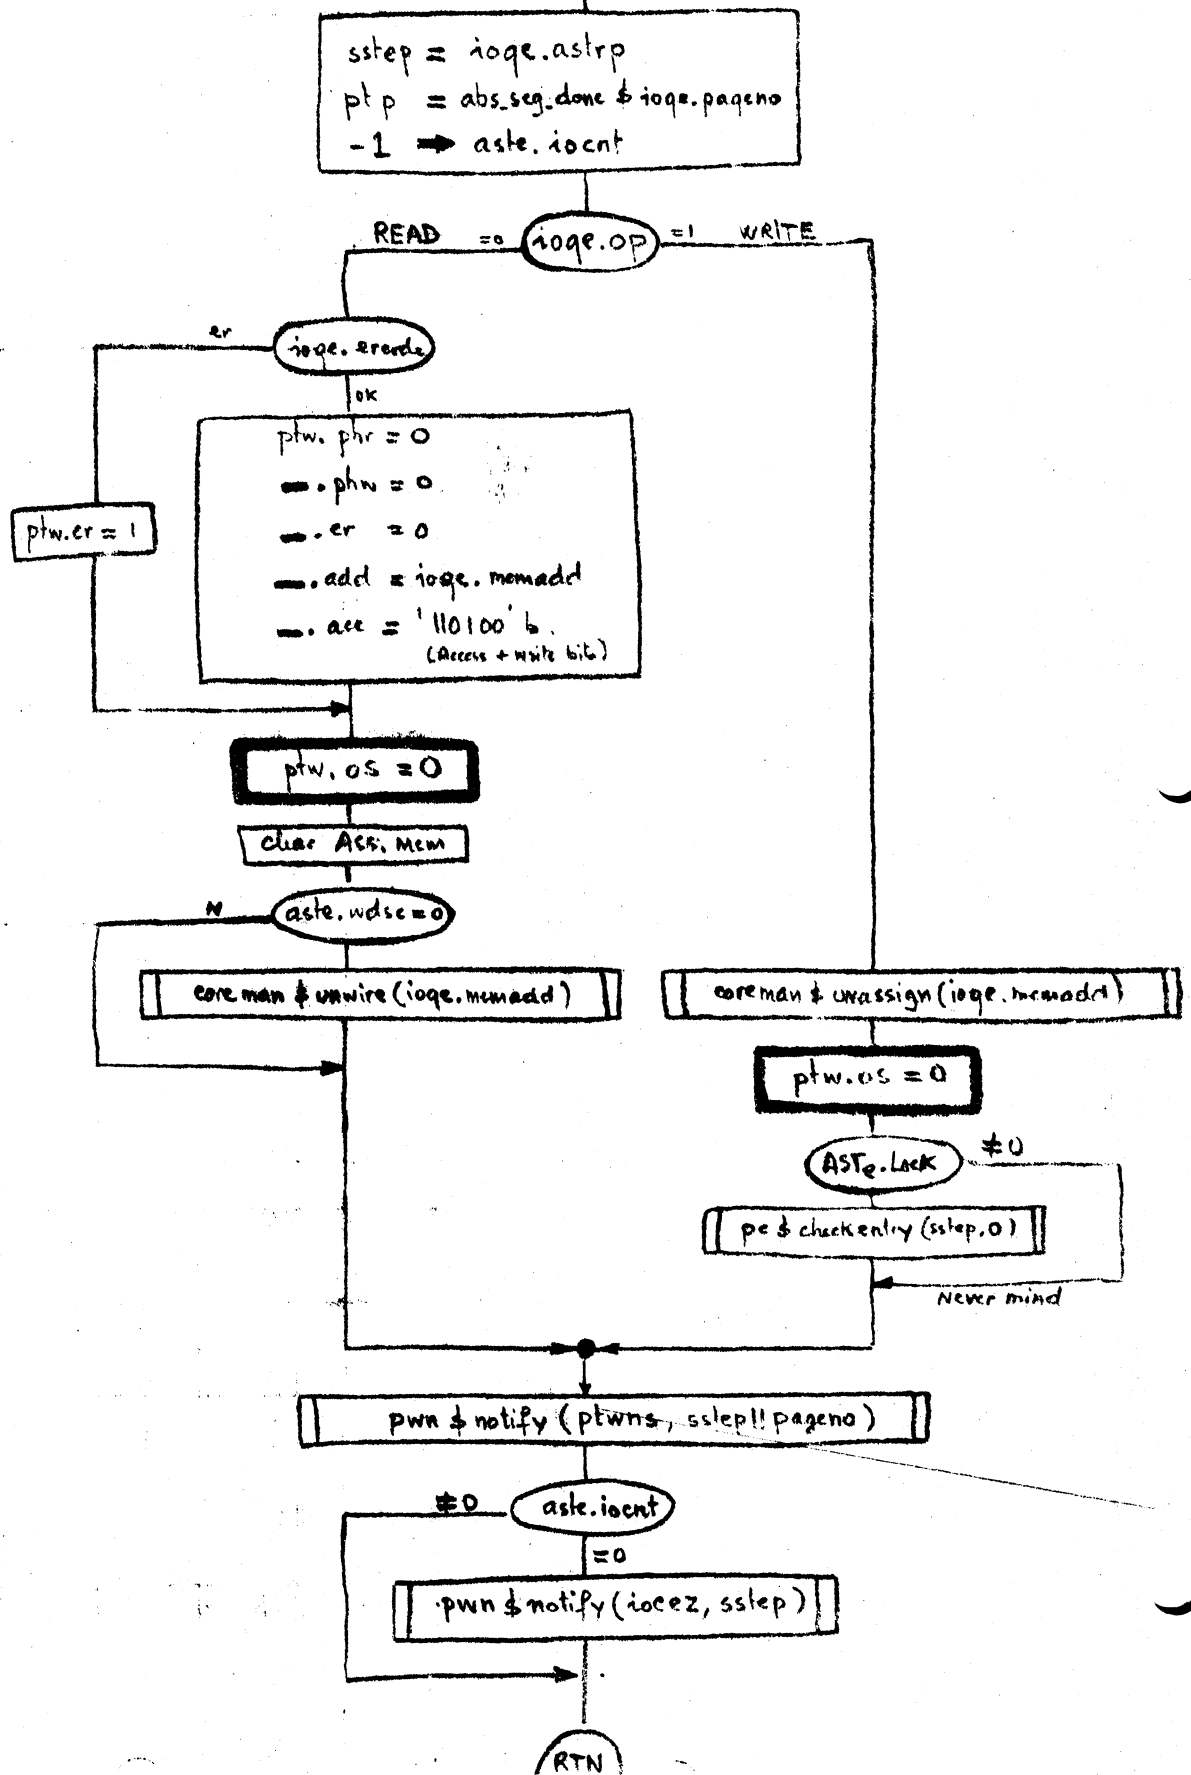 sstep = ioqe.astrp
ptp = abs_seg_done $ ioqe.pageno
-1 ➡ aste.iocnt
READ =0 ioqe.op =1 WRITE
er
ioqe.ercode
OK
ptw.phr = 0
—.phw = 0
—.er = 0
ptw.er = 1
—.add = ioqe.memadd
—.acc = '110100'b.
(Access + write bits)
ptw.os = 0
clear Ass. Mem
N aste.wdsc=0
coreman $ unwire (ioqe.memadd)
coreman $ unassign (ioqe.memadd)
ptw.os = 0
≠0
ASTe.Lock
pc $ checkentry (sstep,0)
Never mind
pwn $ notify (ptwns, sstep||pageno)
≠0 aste.iocnt
=0
pwn $ notify (iocez, sstep)
RTN